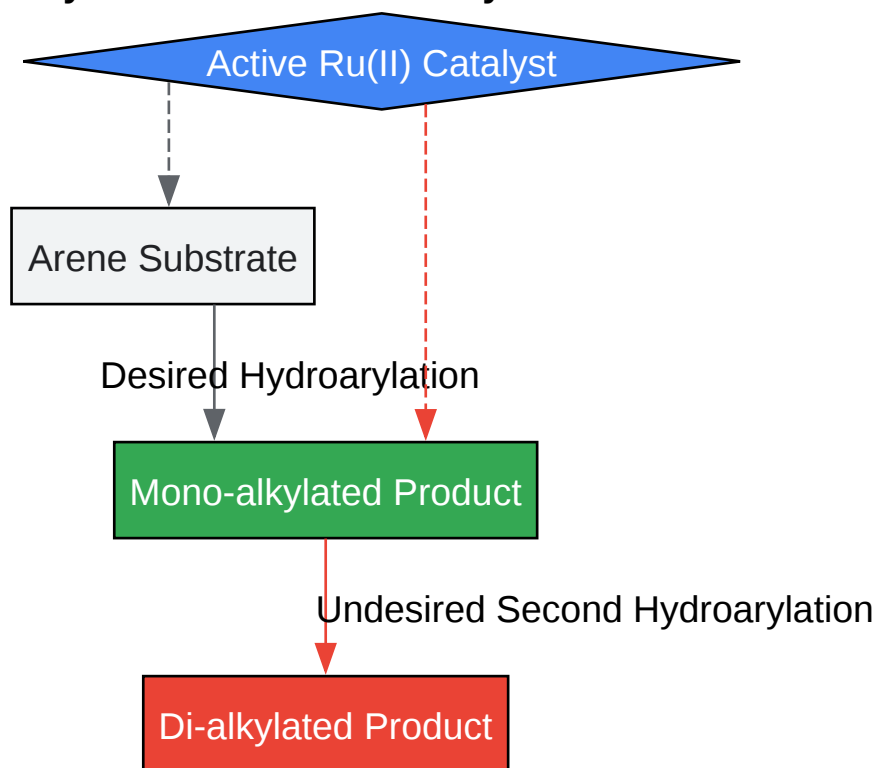 Active Ru(II) Catalyst
Arene Substrate
Desired Hydroarylation
Mono-alkylated Product
Undesired Second Hydroarylation
Di-alkylated Product